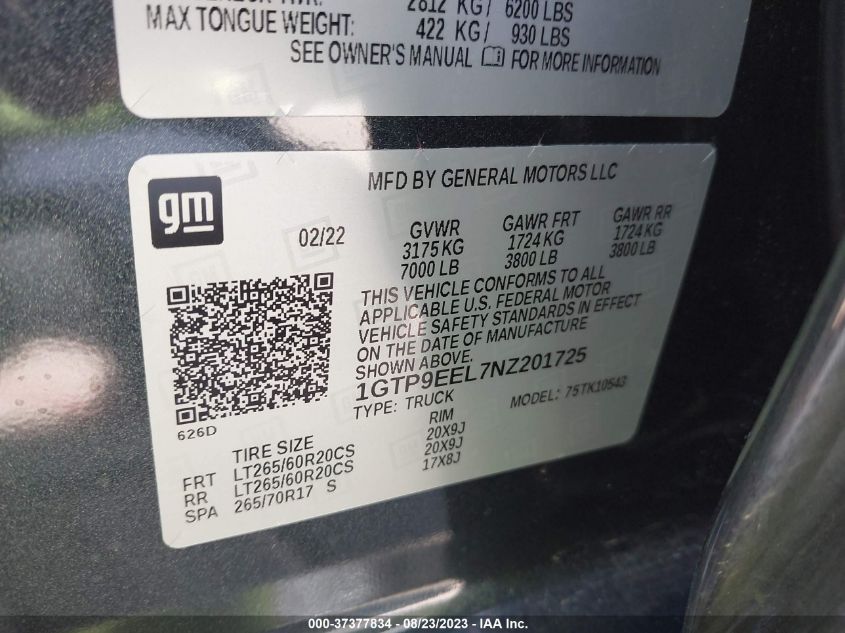 2812 KG/ 6200 LBS
MAX TONGUE WEIGHT: 422 KG/ 930 LBS
SEE OWNER'S MANUAL FOR MORE INFORMATION
gm
MFD BY GENERAL MOTORS LLC
02/22
GVWR GAWR FRT GAWR RR
3175 KG 1724 KG 1724 KG
7000 LB 3800 LB 3800 LB
THIS VEHICLE CONFORMS TO ALL
APPLICABLE U.S. FEDERAL MOTOR
VEHICLE SAFETY STANDARDS IN EFFECT
ON THE DATE OF MANUFACTURE
SHOWN ABOVE.
1GTP9EEL7NZ201725
TYPE: TRUCK MODEL: 75TK10543
626D
TIRE SIZE RIM
FRT LT265/60R20CS 20X9J
RR LT265/60R20CS 20X9J
SPA 265/70R17 S 17X8J
000-37377834 - 08/23/2023 - IAA Inc.